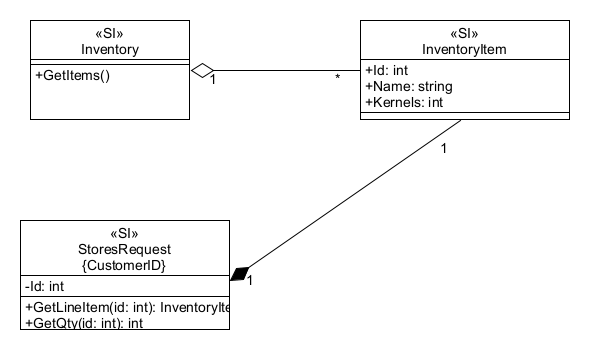 «SI»
Inventory
+GetItems()
1
*
«SI»
InventoryItem
+Id: int
+Name: string
+Kernels: int
1
«SI»
StoresRequest
{CustomerID}
-Id: int
+GetLineItem(id: int): InventoryIte
+GetQty(id: int): int
1